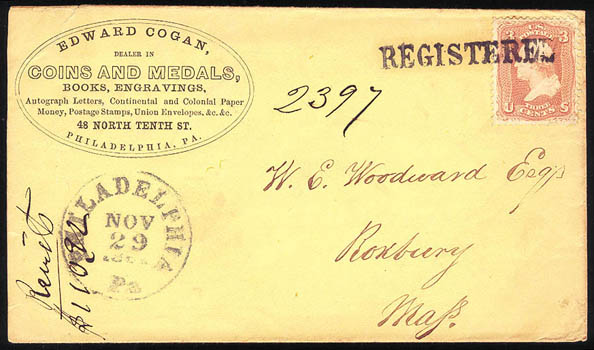 EDWARD COGAN,
DEALER IN
COINS AND MEDALS,
BOOKS, ENGRAVINGS,
Autograph Letters, Continental and Colonial Paper
Money, Postage Stamps, Union Envelopes, &c. &c.
48 NORTH TENTH ST.
PHILADELPHIA, PA.
REGISTERED
3 3
U THREE S
CENTS
2397
W. E. Woodward Esqr
Roxbury
Mass.
PHILADELPHIA
NOV
29
Pa